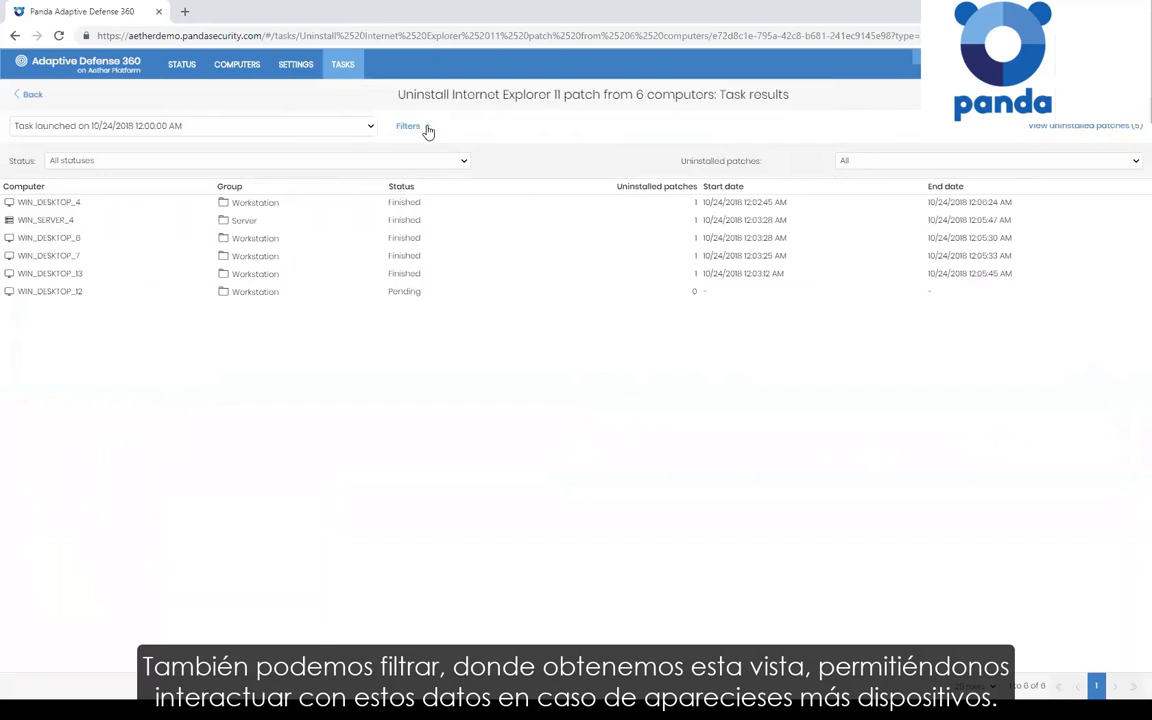 Panda Adaptive Defense 360
https://aetherdemo.pandasecurity.com/#/tasks/Uninstall%2520Internet%2520Explorer%252011%2520patch%2520from%25206%2520computers/e72d8c1e-795a-42c8-b681-241ec9145e98?type=
Adaptive Defense 360
on Aether Platform
STATUS
COMPUTERS
SETTINGS
TASKS
panda
Back
Uninstall Internet Explorer 11 patch from 6 computers: Task results
Task launched on 10/24/2018 12:00:00 AM
Filters
View uninstalled patches (5)
Status: All statuses
Uninstalled patches: All
Computer Group Status Uninstalled patches Start date End date
WIN_DESKTOP_4 Workstation Finished 1 10/24/2018 12:02:45 AM 10/24/2018 12:06:24 AM
WIN_SERVER_4 Server Finished 1 10/24/2018 12:03:28 AM 10/24/2018 12:05:47 AM
WIN_DESKTOP_6 Workstation Finished 1 10/24/2018 12:03:28 AM 10/24/2018 12:05:30 AM
WIN_DESKTOP_7 Workstation Finished 1 10/24/2018 12:03:25 AM 10/24/2018 12:05:33 AM
WIN_DESKTOP_13 Workstation Finished 1 10/24/2018 12:03:12 AM 10/24/2018 12:05:45 AM
WIN_DESKTOP_12 Workstation Pending 0 - -
También podemos filtrar, donde obtenemos esta vista, permitiéndonos
interactuar con estos datos en caso de aparecieses más dispositivos.
to 6 of 6
1